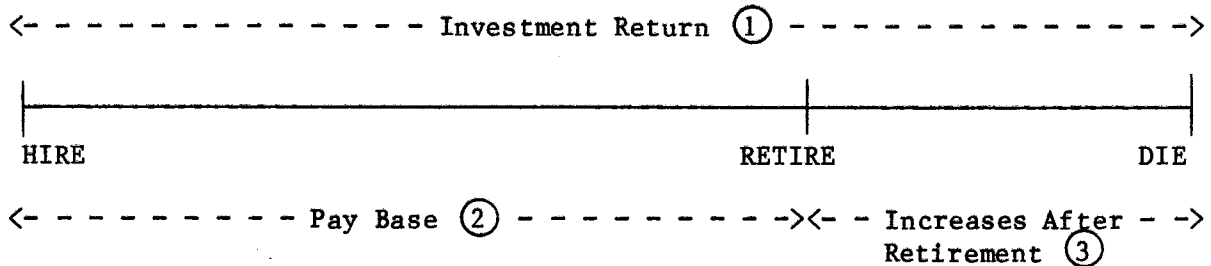 <- - - - - - - - - - - - - - Investment Return ① - - - - - - - - - - - - - ->
HIRE RETIRE DIE
<- - - - - - - - - - Pay Base ② - - - - - - - - - - -><- - Increases After - ->
Retirement ③